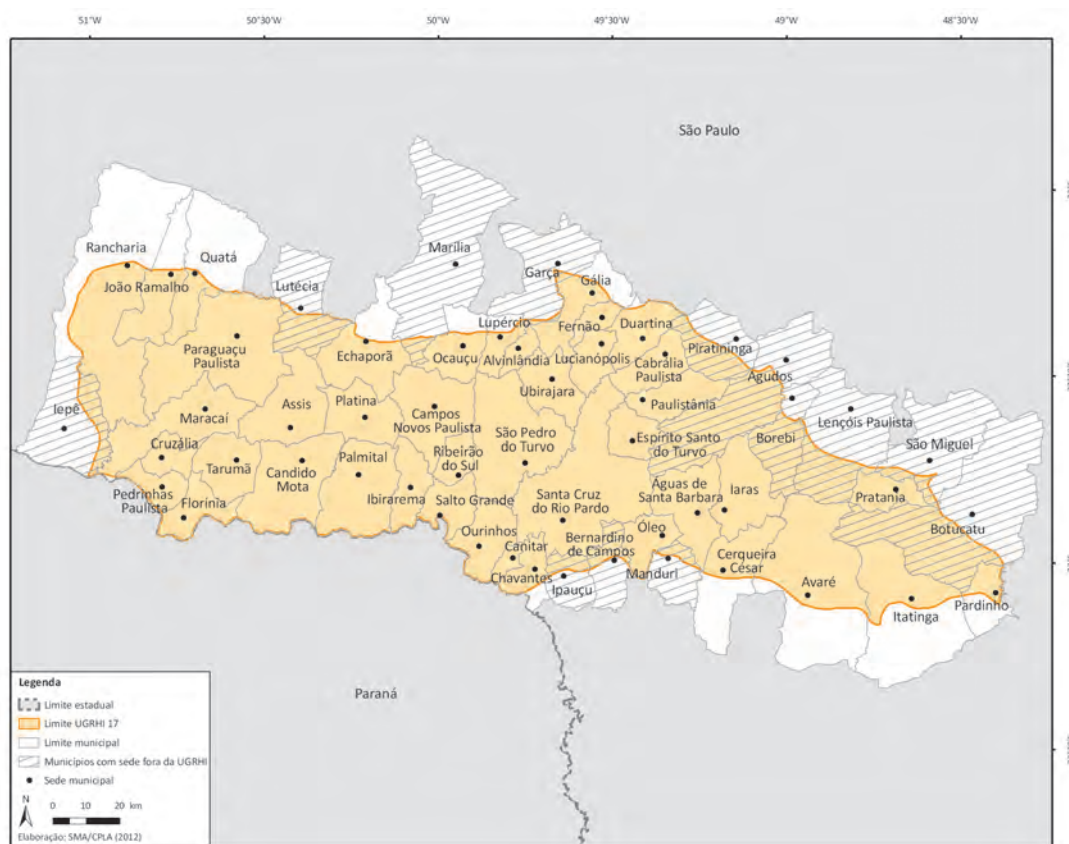 51°W
50°30'W
50°W
49°30'W
49°W
48°30'W
São Paulo
Rancharia
Quatá
João Ramalho
Lutécia
Marília
Garça
Gália
Paraguaçu
Paulista
Echaporã
Lupércio
Ocauçu
Alvinlândia
Fernão
Duartina
Lucianópolis
Cabrália
Paulista
Piratininga
Agudos
Ubirajara
Iepê
Maracaí
Assis
Platina
Campos
Novos Paulista
Paulistânia
Lençóis Paulista
Borebi
São Miguel
Cruzália
Tarumã
Candido
Mota
Palmital
Ribeirão
do Sul
São Pedro
do Turvo
Espírito Santo
do Turvo
Pedrinhas
Paulista
Florínia
Ibirarema
Salto Grande
Santa Cruz
do Rio Pardo
Águas de
Santa Barbara
Iaras
Pratania
Botucatu
Ourinhos
Canitar
Chavantes
Bernardino
de Campos
Ipauçu
Óleo
Manduri
Cerqueira
César
Avaré
Itatinga
Pardinho
Paraná
Legenda
Limite estadual
Limite UGRHI 17
Limite municipal
Municípios com sede fora da UGRHI
Sede municipal
N
0 10 20 km
Elaboração: SMA/CPLA (2012)